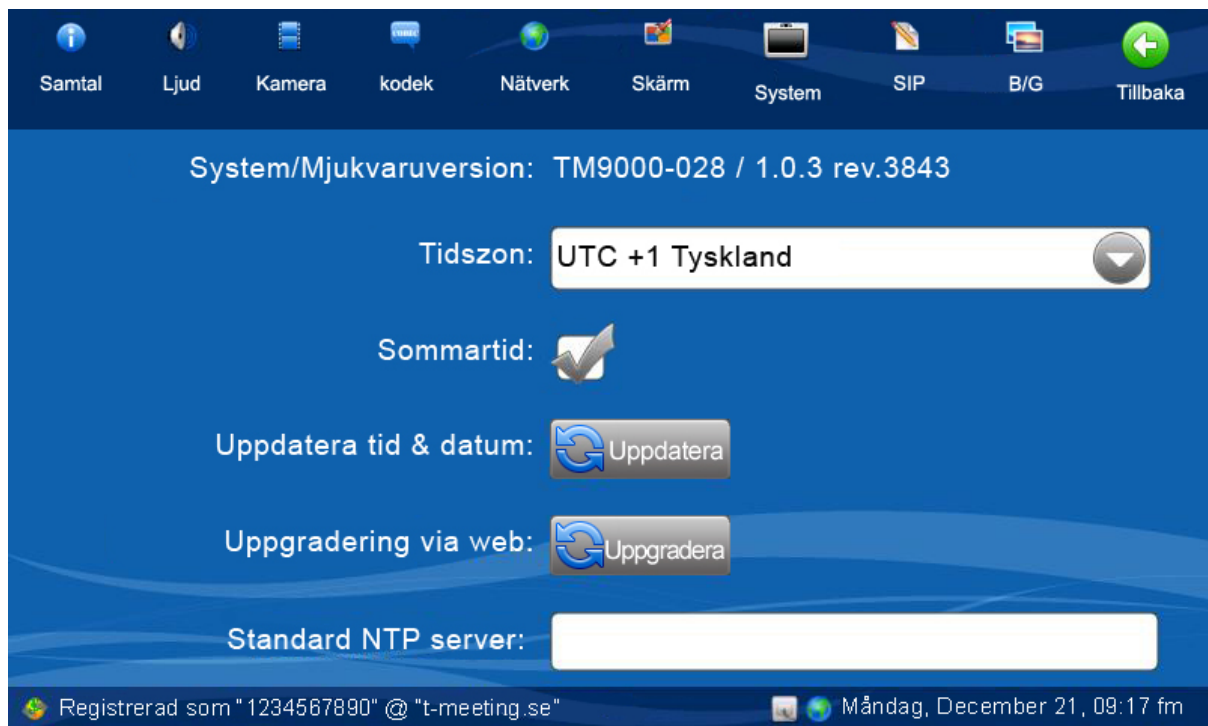 CODEC
Samtal Ljud Kamera kodek Nätverk Skärm System SIP B/G Tillbaka
System/Mjukvaruversion: TM9000-028 / 1.0.3 rev.3843
Tidszon: UTC +1 Tyskland
Sommartid:
Uppdatera tid & datum: Uppdatera
Uppgradering via web: Uppgradera
Standard NTP server:
Registrerad som "1234567890" @ "t-meeting.se" Måndag, December 21, 09:17 fm